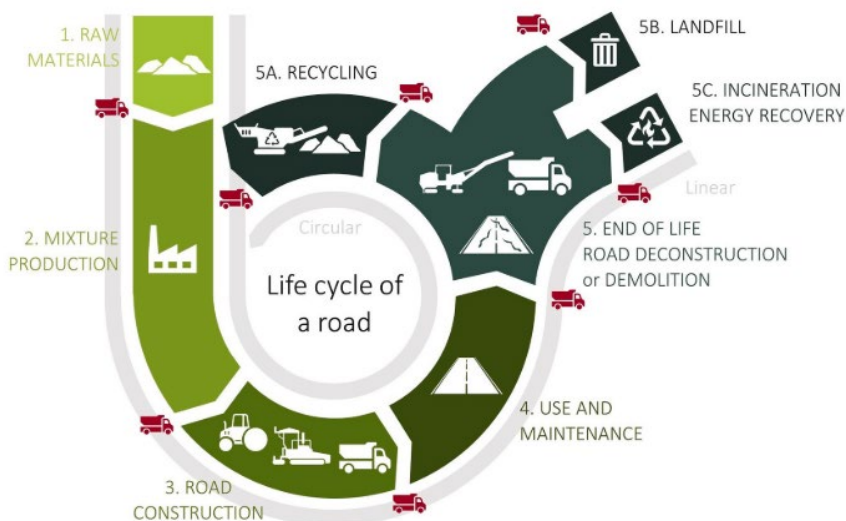 1. RAW
MATERIALS
5A. RECYCLING
5B. LANDFILL
5C. INCINERATION
ENERGY RECOVERY
Linear
Circular
2. MIXTURE
PRODUCTION
Life cycle of
a road
5. END OF LIFE
ROAD DECONSTRUCTION
or DEMOLITION
4. USE AND
MAINTENANCE
3. ROAD
CONSTRUCTION